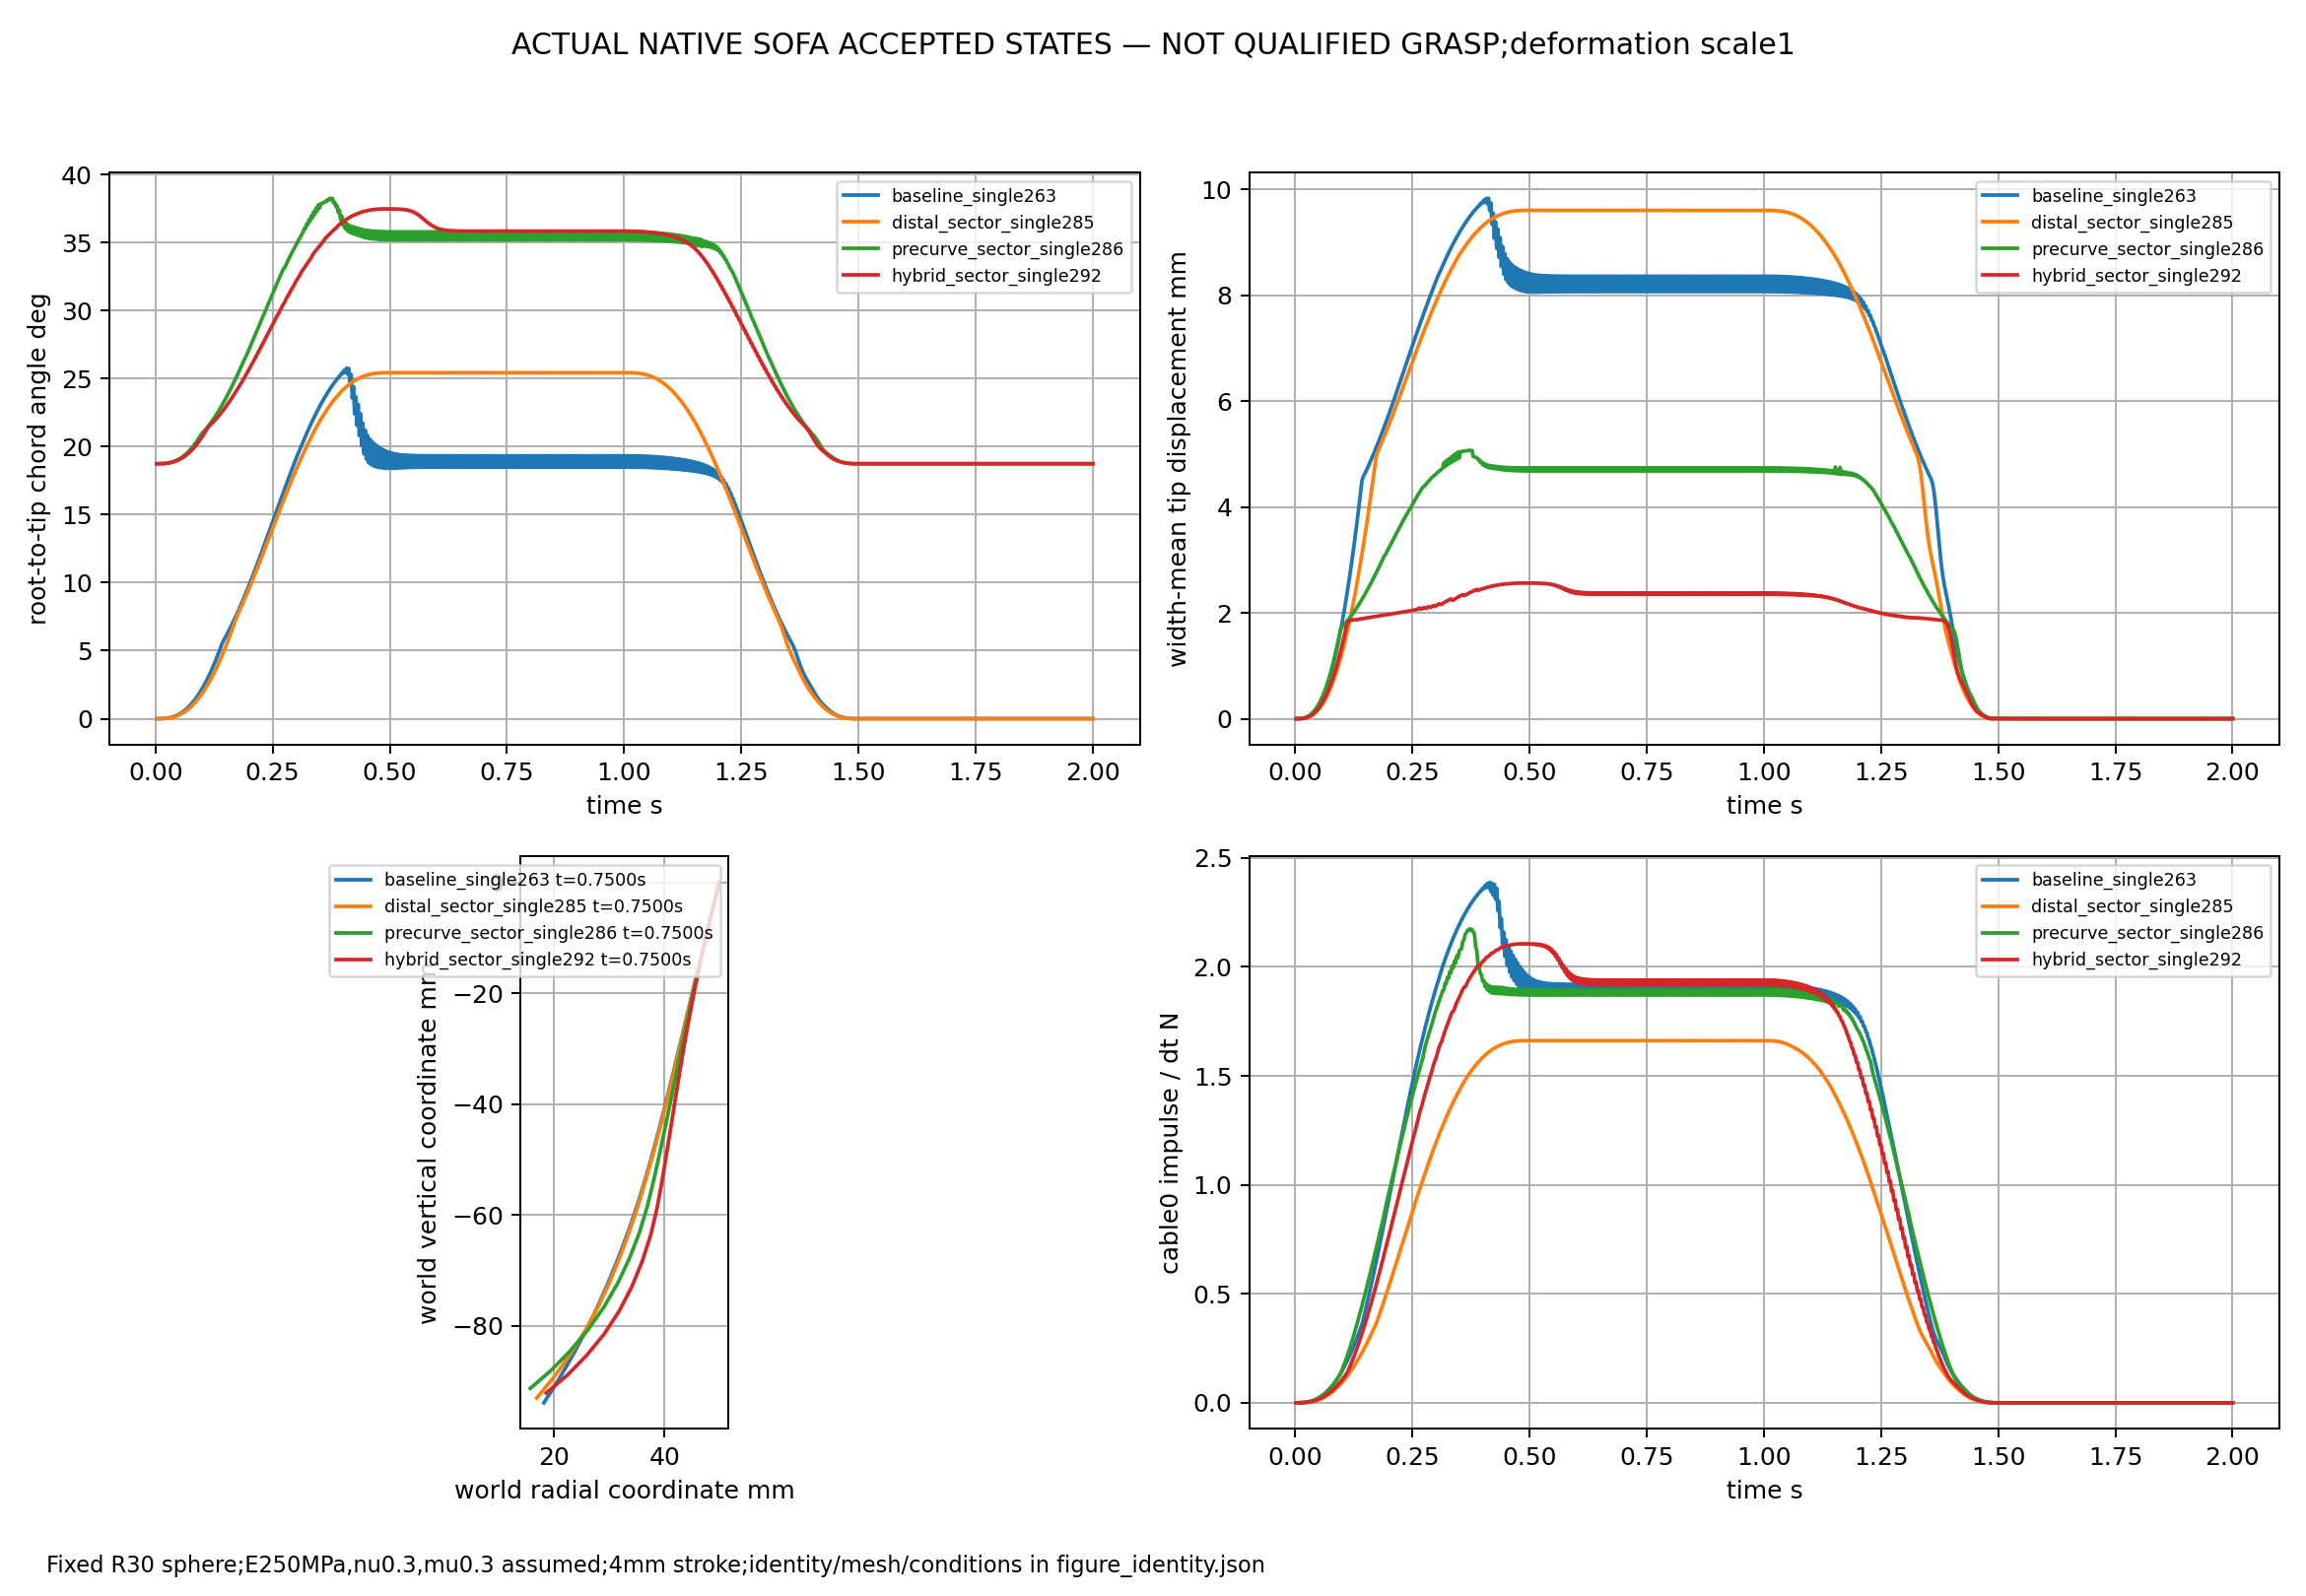 ACTUAL NATIVE SOFA ACCEPTED STATES — NOT QUALIFIED GRASP;deformation scale1
root-to-tip chord angle deg
40
35
30
25
20
15
10
5
0
baseline_single263
distal_sector_single285
precurve_sector_single286
hybrid_sector_single292
0.00 0.25 0.50 0.75 1.00 1.25 1.50 1.75 2.00
time s
width-mean tip displacement mm
10
8
6
4
2
0
baseline_single263
distal_sector_single285
precurve_sector_single286
hybrid_sector_single292
0.00 0.25 0.50 0.75 1.00 1.25 1.50 1.75 2.00
time s
world vertical coordinate mm
−20
−40
−60
−80
baseline_single263 t=0.7500s
distal_sector_single285 t=0.7500s
precurve_sector_single286 t=0.7500s
hybrid_sector_single292 t=0.7500s
20 40
world radial coordinate mm
cable0 impulse / dt N
2.5
2.0
1.5
1.0
0.5
0.0
baseline_single263
distal_sector_single285
precurve_sector_single286
hybrid_sector_single292
0.00 0.25 0.50 0.75 1.00 1.25 1.50 1.75 2.00
time s
Fixed R30 sphere;E250MPa,nu0.3,mu0.3 assumed;4mm stroke;identity/mesh/conditions in figure_identity.json